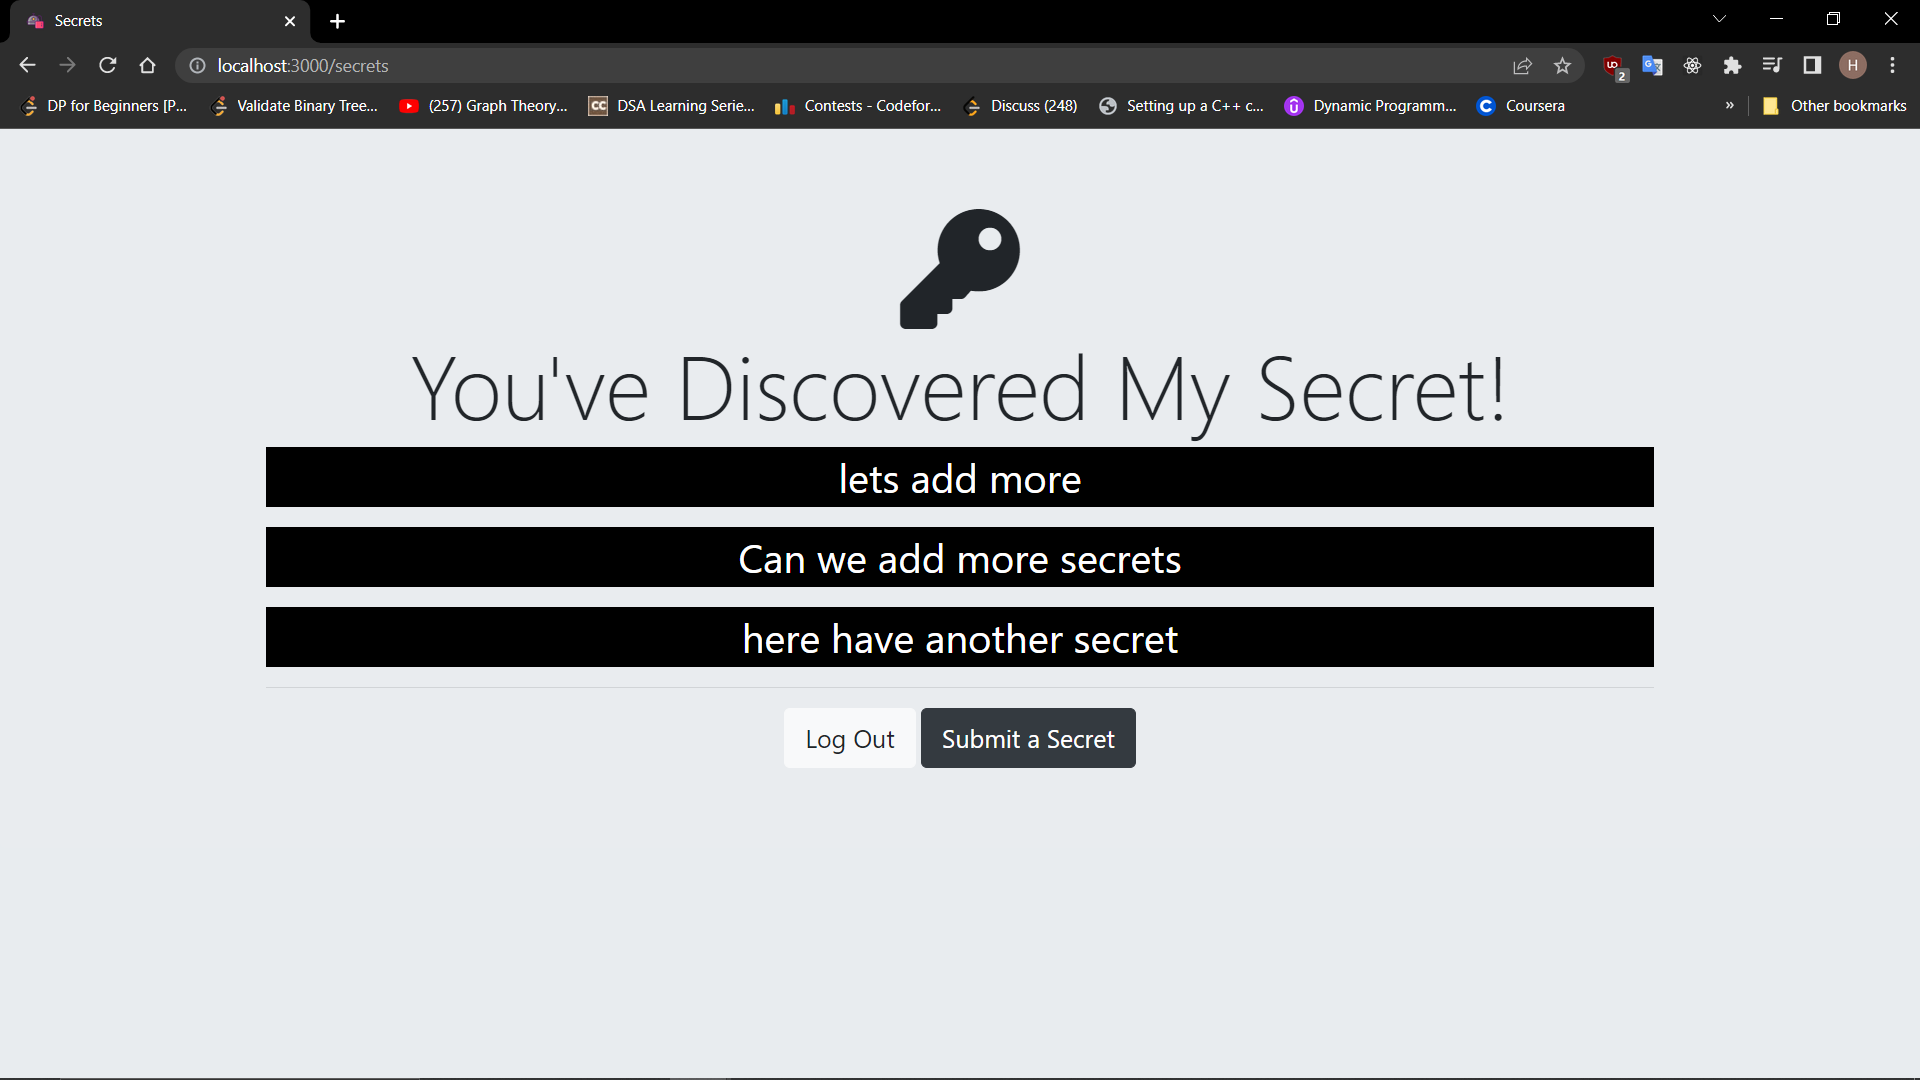 Secrets
localhost:3000/secrets
2
H
DP for Beginners [P...
Validate Binary Tree...
(257) Graph Theory...
CC
DSA Learning Serie...
Contests - Codefor...
Discuss (248)
Setting up a C++ c...
Dynamic Programm...
Coursera
»
Other bookmarks
You've Discovered My Secret!
lets add more
Can we add more secrets
here have another secret
Log Out
Submit a Secret